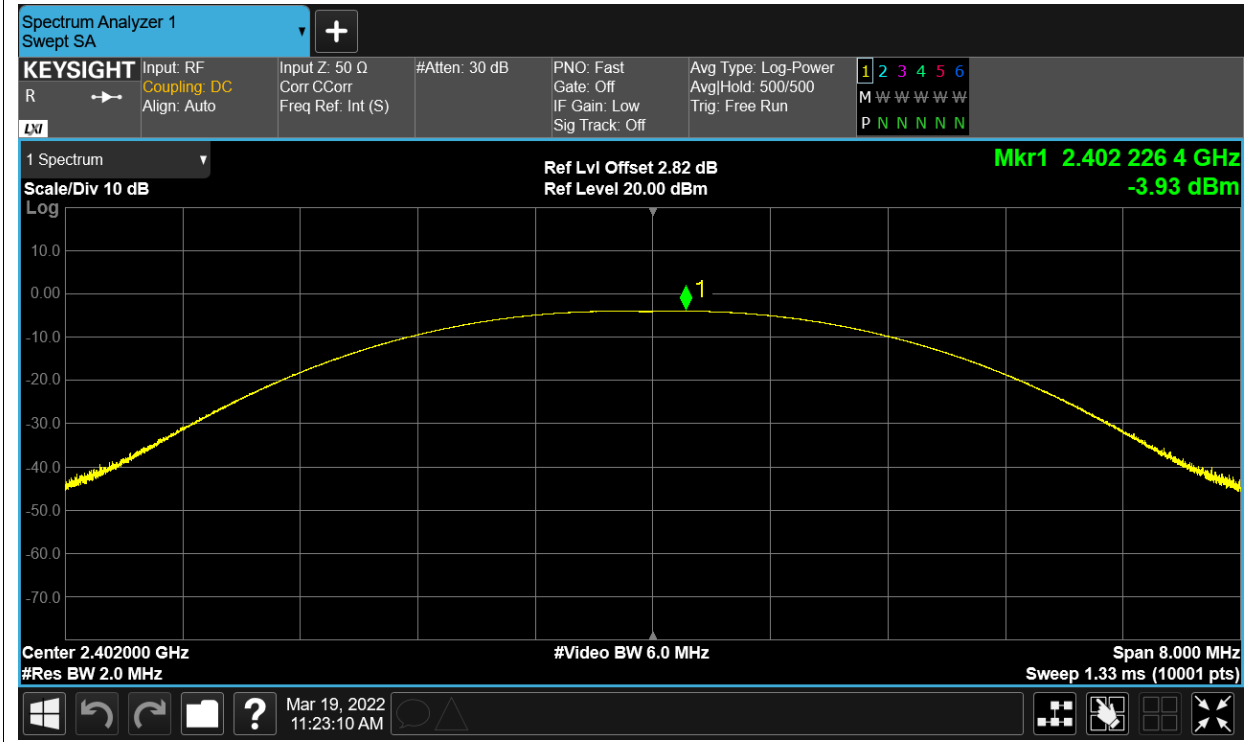 Spectrum Analyzer 1
Swept SA
KEYSIGHT
R
LXI
Input: RF
Coupling: DC
Align: Auto
Input Z: 50 Ω
Corr CCorr
Freq Ref: Int (S)
#Atten: 30 dB
PNO: Fast
Gate: Off
IF Gain: Low
Sig Track: Off
Avg Type: Log-Power
Avg|Hold: 500/500
Trig: Free Run
1 2 3 4 5 6
M W W W W W
P N N N N N
1 Spectrum
Scale/Div 10 dB
Log
Ref Lvl Offset 2.82 dB
Ref Level 20.00 dBm
Mkr1 2.402 226 4 GHz
-3.93 dBm
10.0
0.00
-10.0
-20.0
-30.0
-40.0
-50.0
-60.0
-70.0
1
Center 2.402000 GHz
#Res BW 2.0 MHz
#Video BW 6.0 MHz
Span 8.000 MHz
Sweep 1.33 ms (10001 pts)
?
Mar 19, 2022
11:23:10 AM